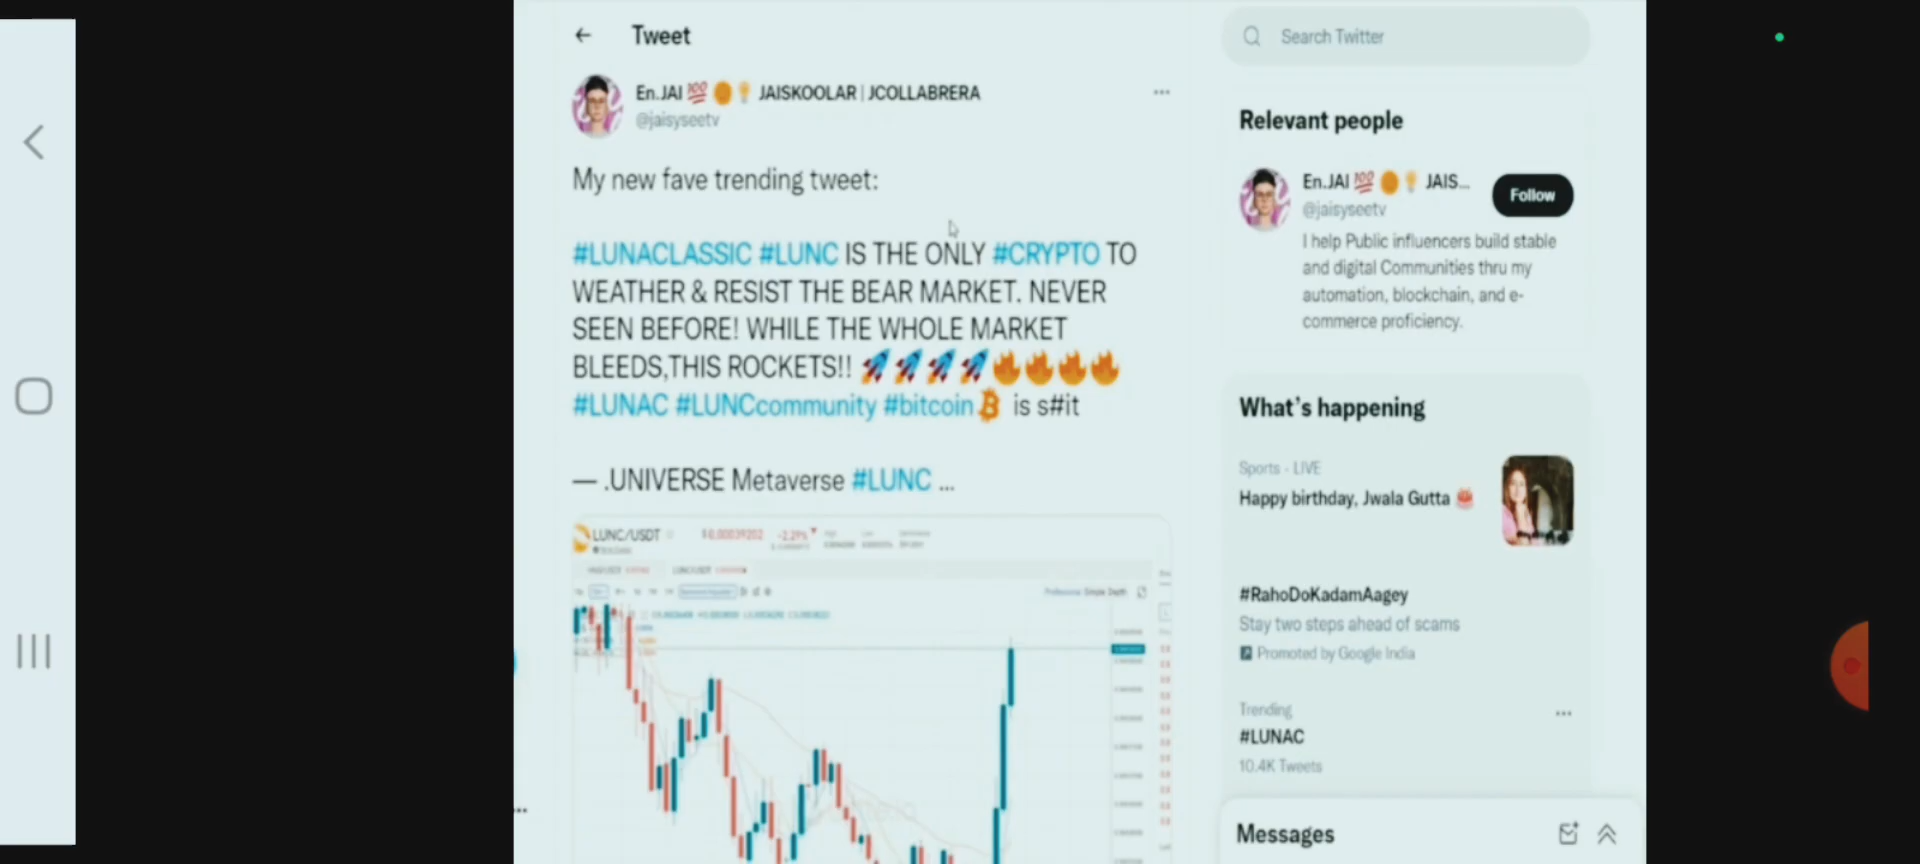 Tweet
En.JAI 💯 🟠 💡 JAISKOOLAR | JCOLLABRERA
@jaisyseetv
My new fave trending tweet:
#LUNACLASSIC #LUNC IS THE ONLY #CRYPTO TO
WEATHER & RESIST THE BEAR MARKET. NEVER
SEEN BEFORE! WHILE THE WHOLE MARKET
BLEEDS,THIS ROCKETS!! 🚀🚀🚀🚀🔥🔥🔥🔥
#LUNAC #LUNCcommunity #bitcoin is s#it
— .UNIVERSE Metaverse #LUNC ...
LUNC/USDT $0.00039202 -2.29%
Search Twitter
Relevant people
En.JAI 💯 🟠 💡 JAIS...
@jaisyseetv
Follow
I help Public influencers build stable
and digital Communities thru my
automation, blockchain, and e-
commerce proficiency.
What's happening
Sports · LIVE
Happy birthday, Jwala Gutta 🎂
#RahoDoKadamAagey
Stay two steps ahead of scams
Promoted by Google India
Trending
#LUNAC
10.4K Tweets
Messages